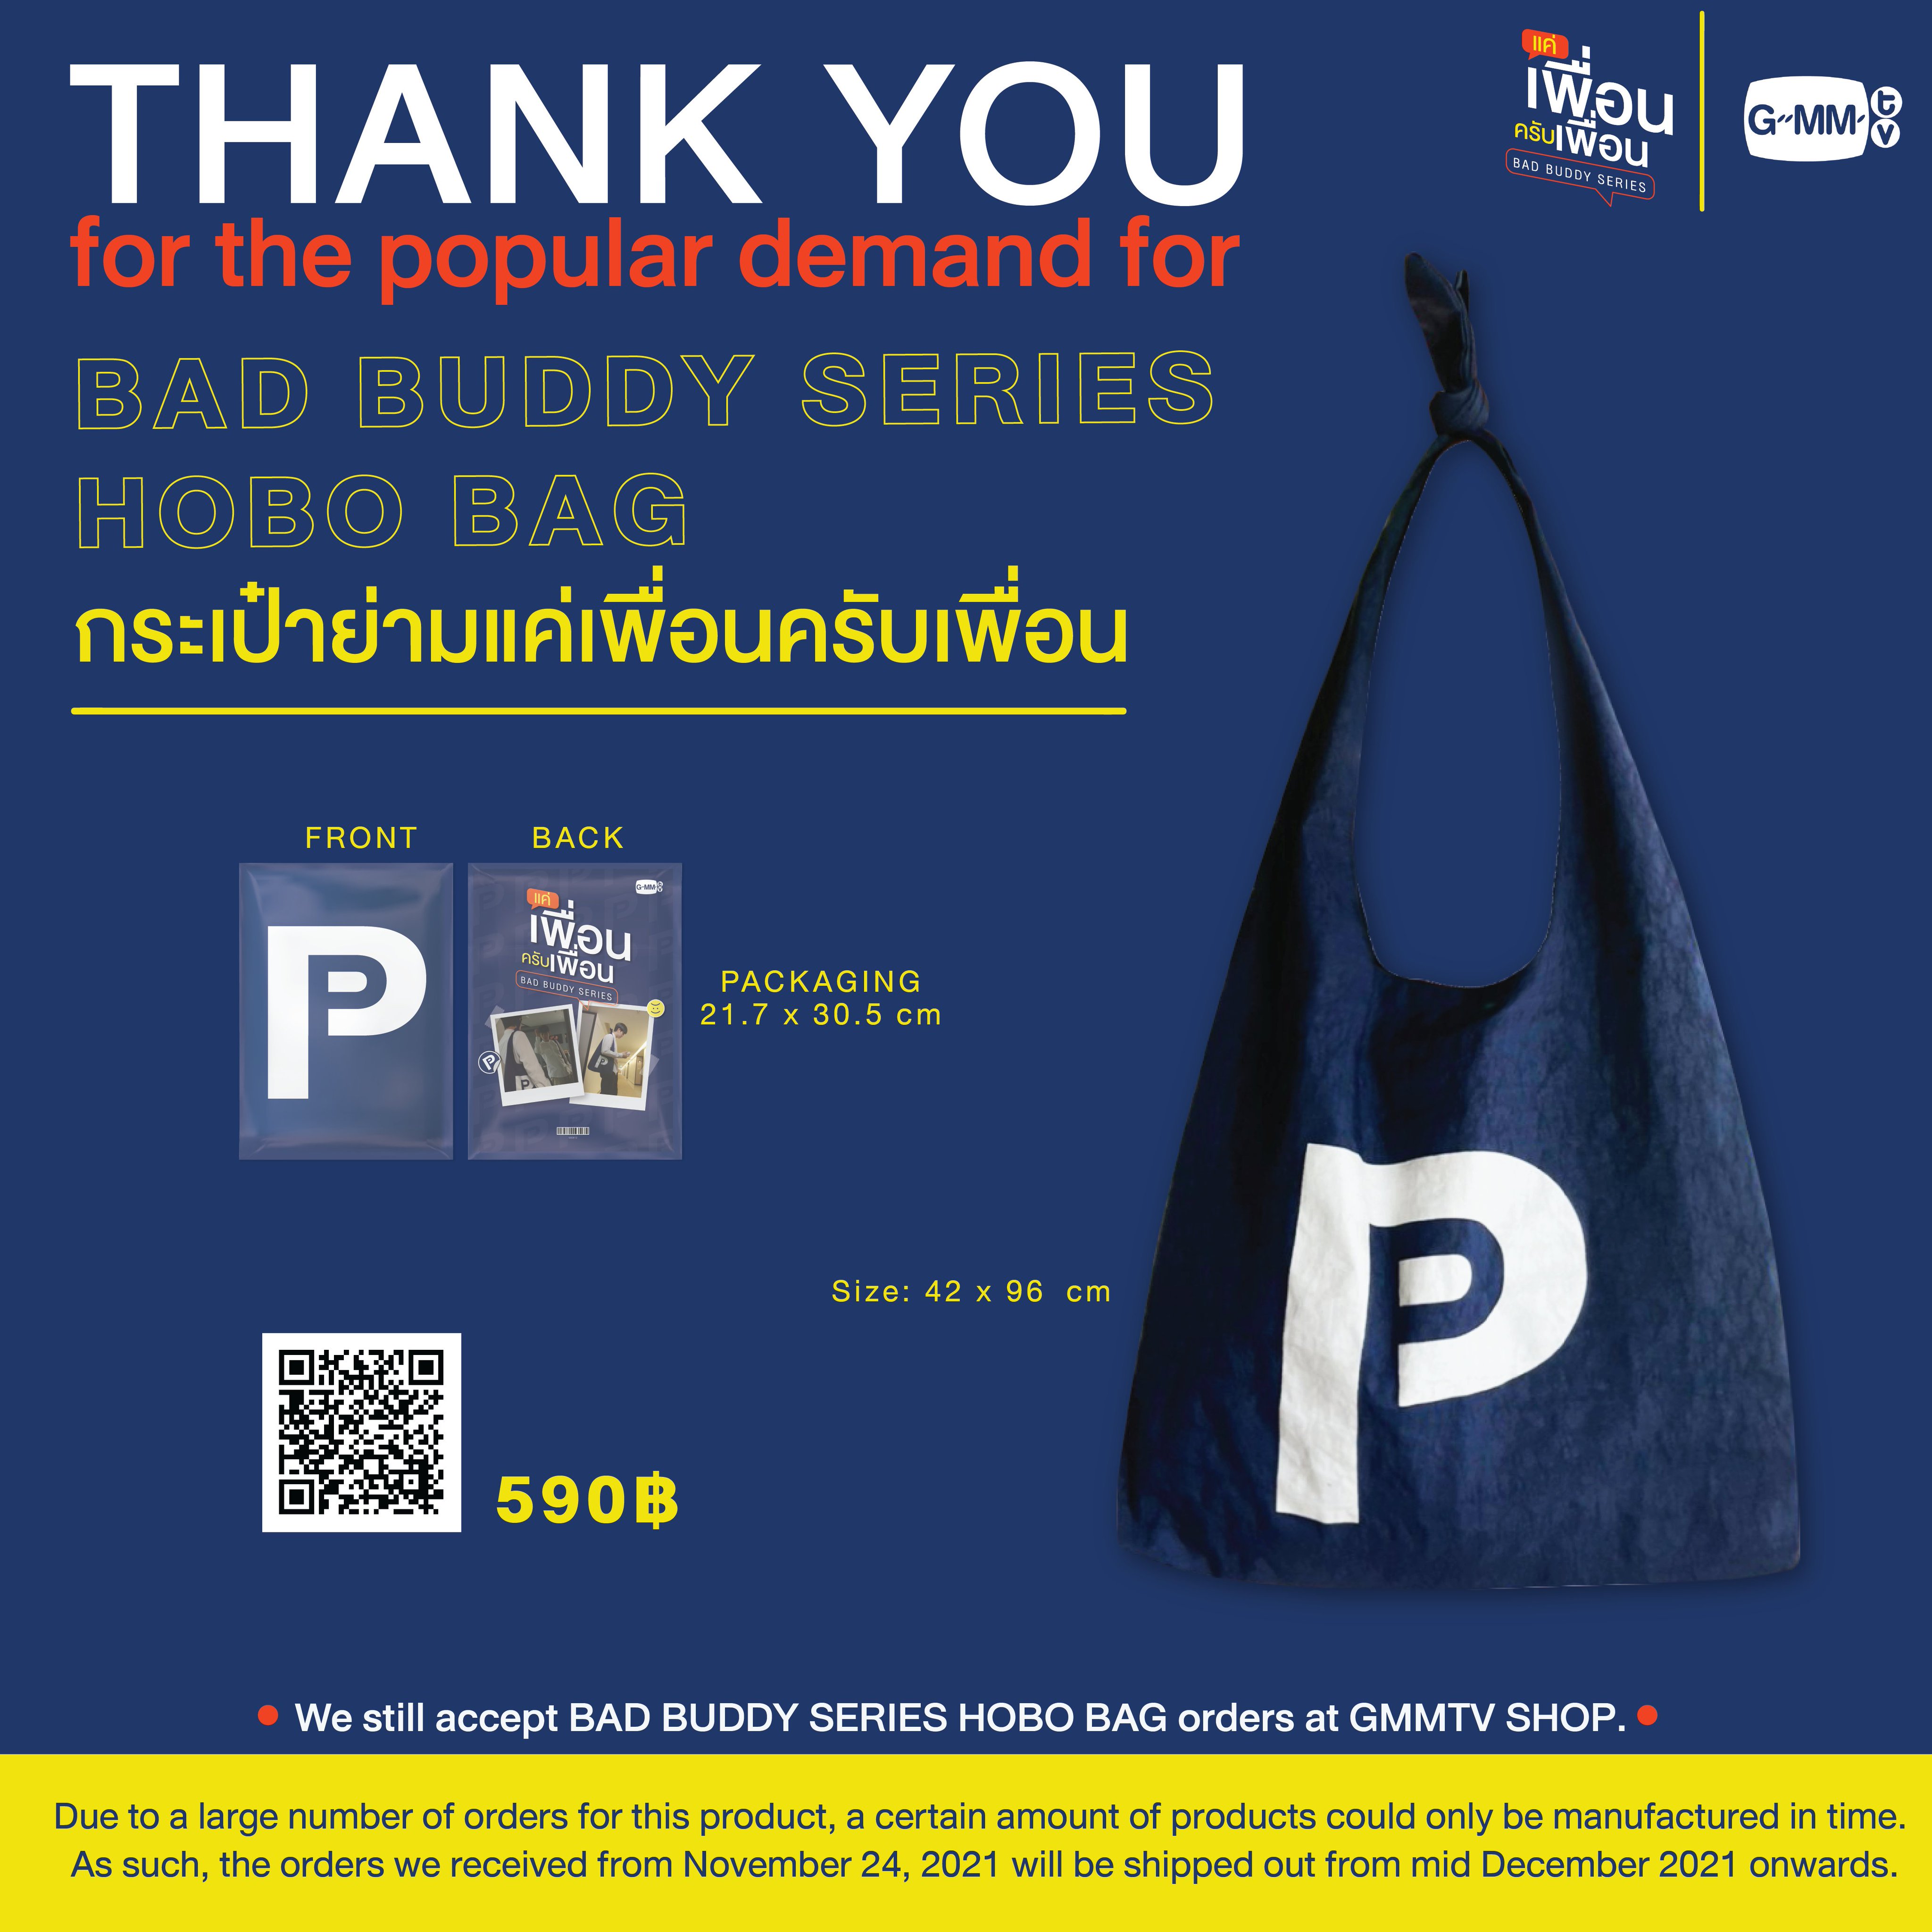 THANK YOU
for the popular demand for
BAD BUDDY SERIES
HOBO BAG
กระเป๋าย่ามแค่เพื่อนครับเพื่อน
แค่
เพื่อน
ครับเพื่อน
BAD BUDDY SERIES
GMM tv
FRONT
BACK
P
GMM
แค่
เพื่อน
ครับเพื่อน
BAD BUDDY SERIES
P
P
P
PACKAGING
21.7 x 30.5 cm
Size: 42 x 96 cm
P
590฿
We still accept BAD BUDDY SERIES HOBO BAG orders at GMMTV SHOP.
Due to a large number of orders for this product, a certain amount of products could only be manufactured in time.
As such, the orders we received from November 24, 2021 will be shipped out from mid December 2021 onwards.